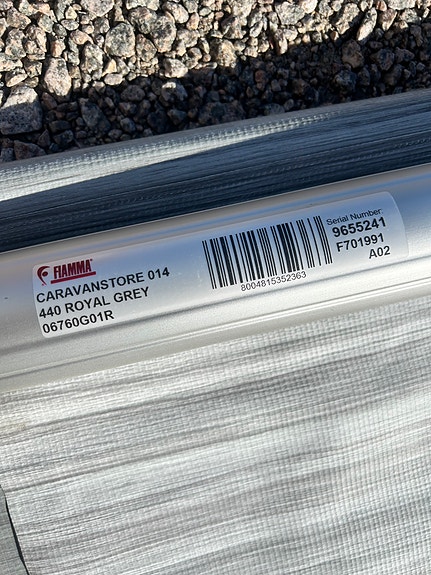 FIAMMA
CARAVANSTORE 014
440 ROYAL GREY
06760G01R
8004815352363
Serial Number:
9655241
F701991
A02